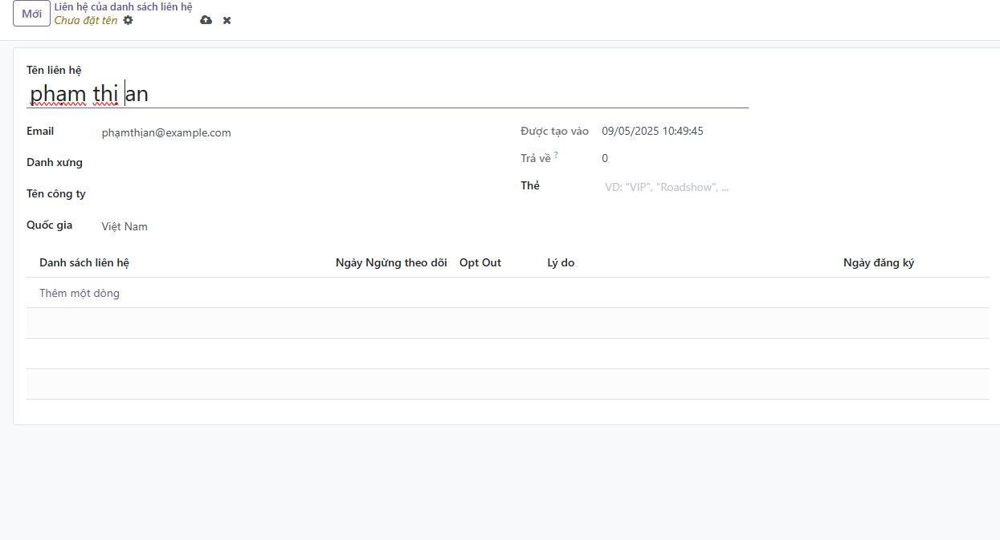 Mới
Liên hệ của danh sách liên hệ
Chưa đặt tên
Tên liên hệ
phạm thị an
Email
phạmthịan@example.com
Được tạo vào
09/05/2025 10:49:45
Danh xưng
Trả về ?
0
Tên công ty
Thẻ
VD: "VIP", "Roadshow", ...
Quốc gia
Việt Nam
Danh sách liên hệ
Ngày Ngừng theo dõi
Opt Out
Lý do
Ngày đăng ký
Thêm một dòng